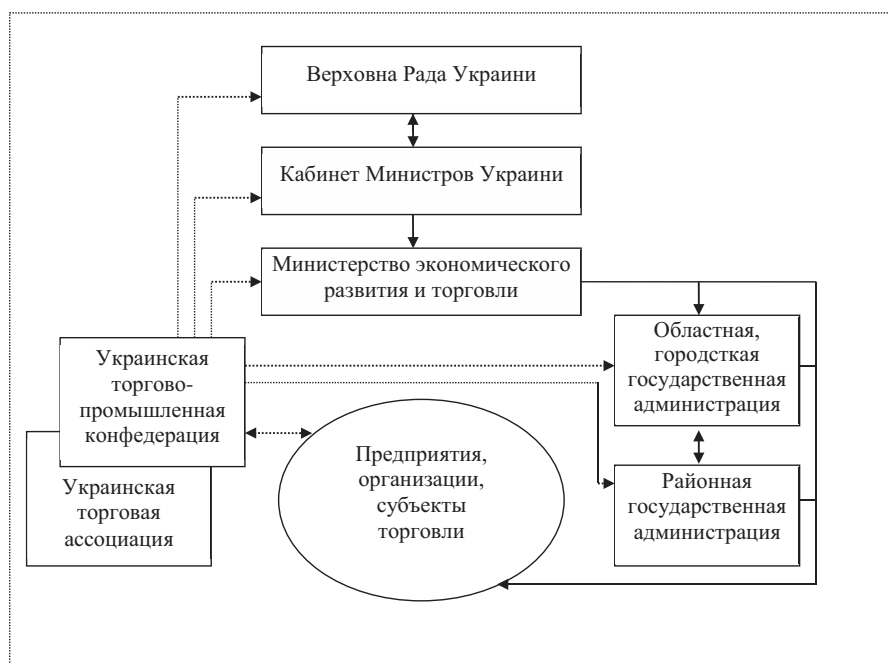 Верховна Рада Украини
Кабинет Министров Украини
Министерство экономического
развития и торговли
Областная,
городсткая
государственная
администрация
Украинская
торгово-
промышленная
конфедерация
Предприятия,
организации,
субъекты
торговли
Районная
государственная
администрация
Украинская
торговая
ассоциация